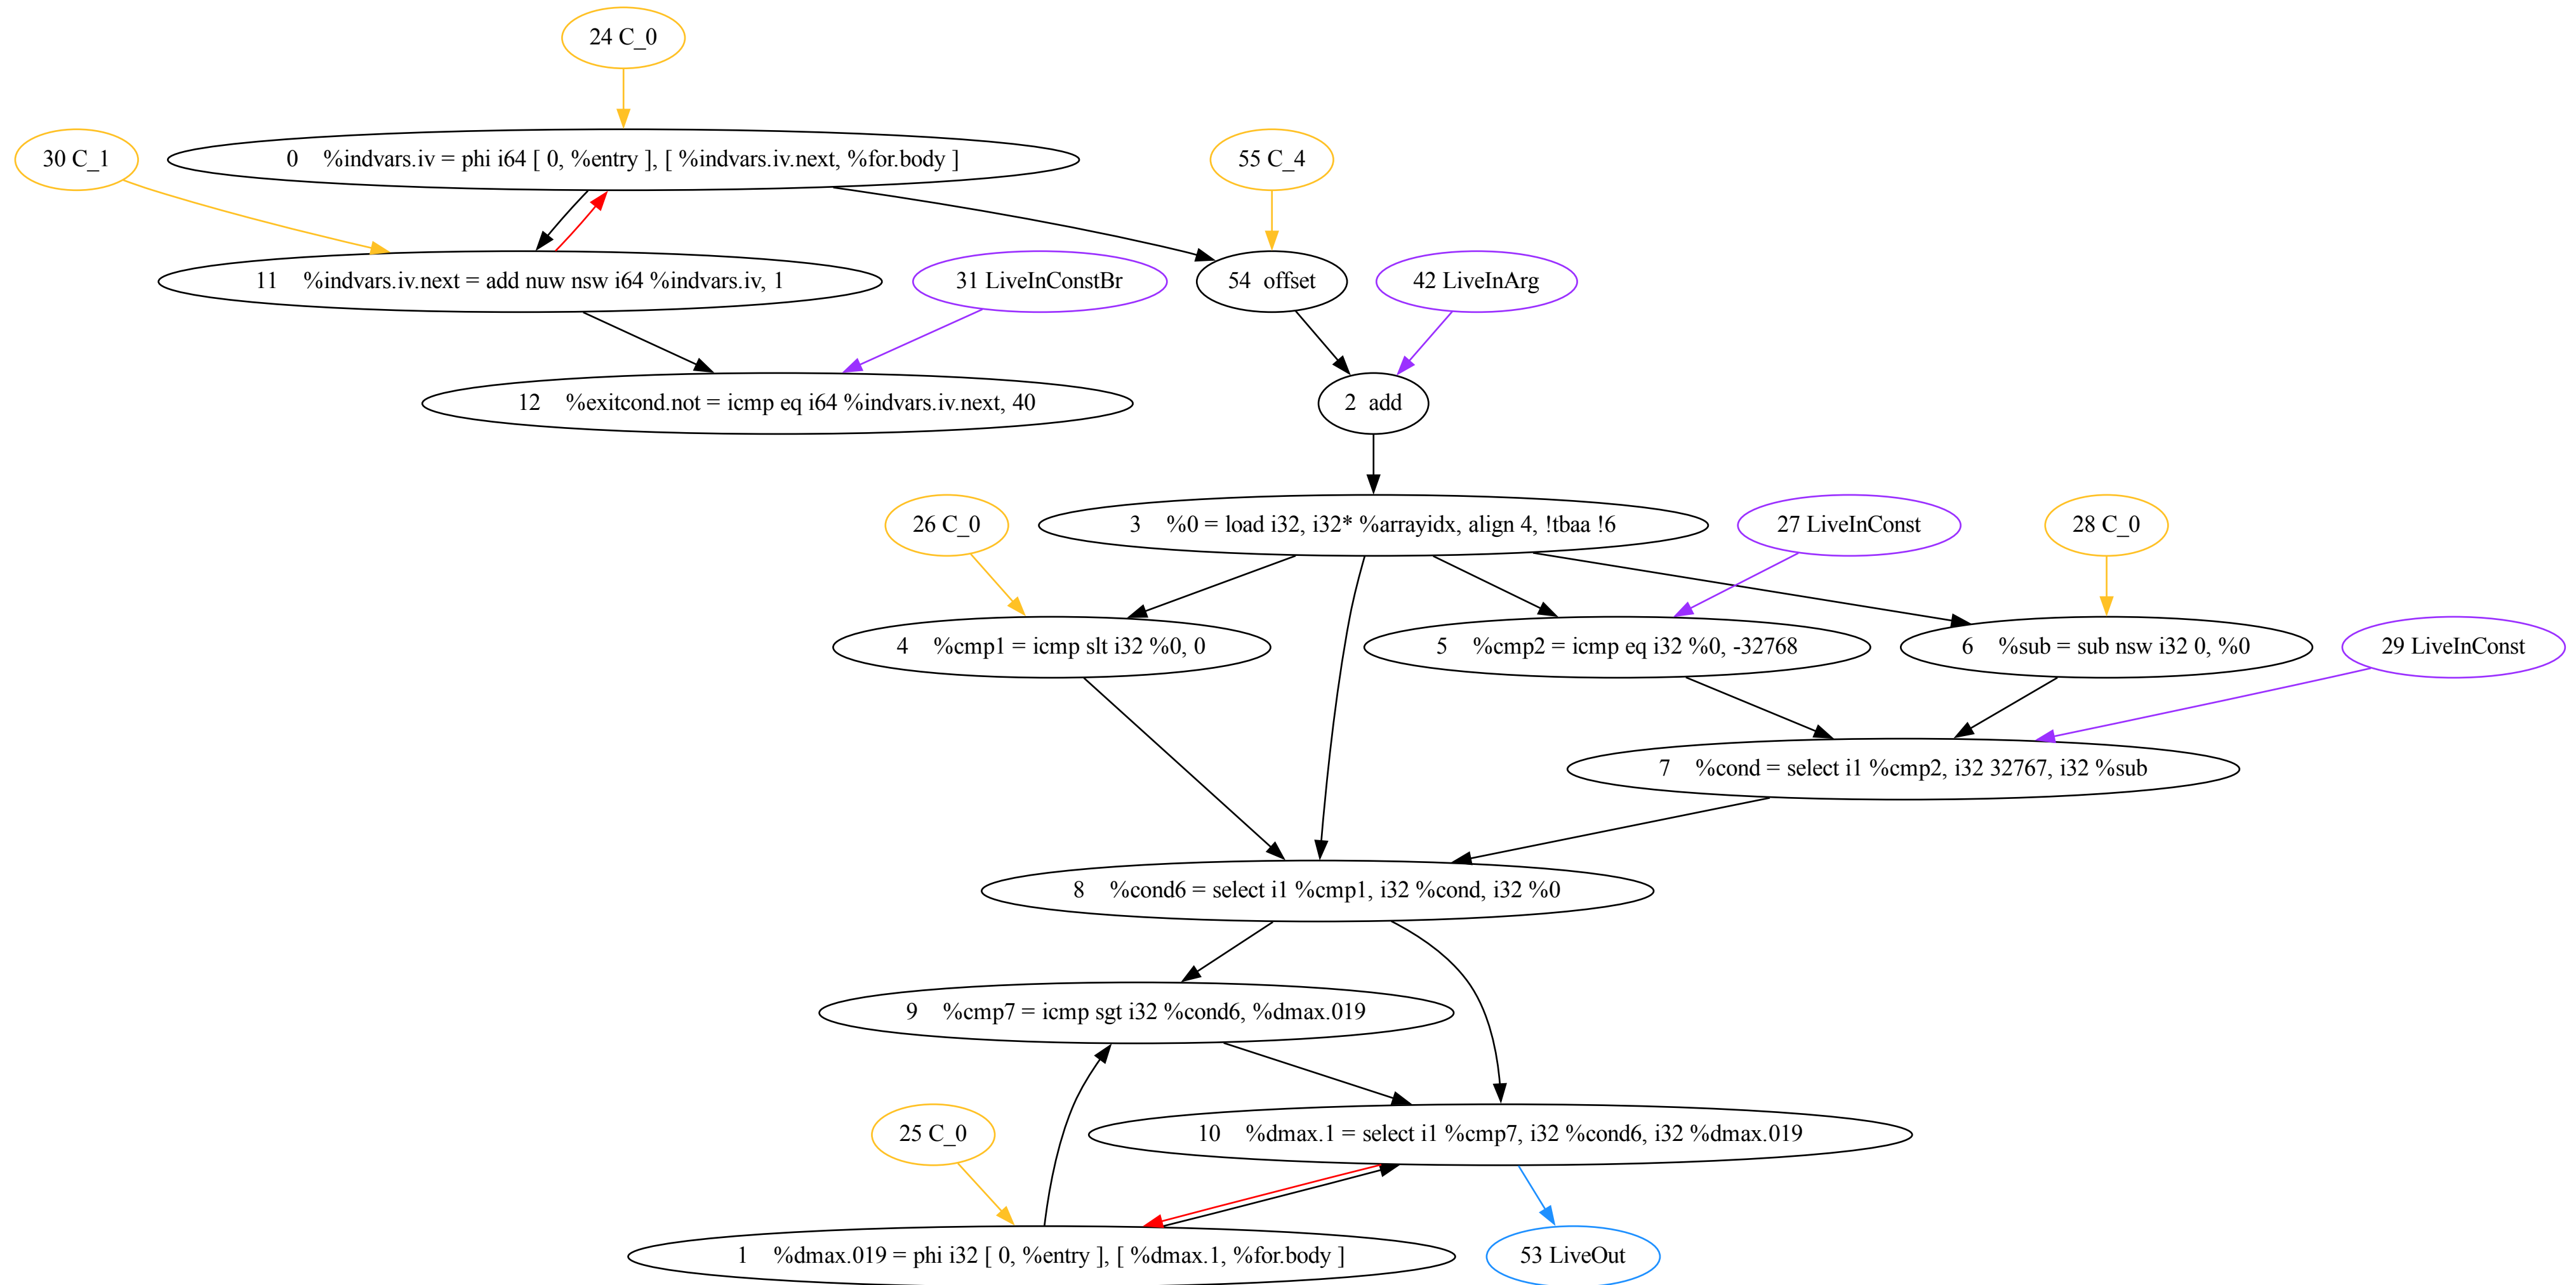 24 C_0
30 C_1
0 %indvars.iv = phi i64 [ 0, %entry ], [ %indvars.iv.next, %for.body ]
55 C_4
11 %indvars.iv.next = add nuw nsw i64 %indvars.iv, 1
31 LiveInConstBr
54 offset
42 LiveInArg
12 %exitcond.not = icmp eq i64 %indvars.iv.next, 40
2 add
26 C_0
3 %0 = load i32, i32* %arrayidx, align 4, !tbaa !6
27 LiveInConst
28 C_0
4 %cmp1 = icmp slt i32 %0, 0
5 %cmp2 = icmp eq i32 %0, -32768
6 %sub = sub nsw i32 0, %0
29 LiveInConst
7 %cond = select i1 %cmp2, i32 32767, i32 %sub
8 %cond6 = select i1 %cmp1, i32 %cond, i32 %0
9 %cmp7 = icmp sgt i32 %cond6, %dmax.019
25 C_0
10 %dmax.1 = select i1 %cmp7, i32 %cond6, i32 %dmax.019
1 %dmax.019 = phi i32 [ 0, %entry ], [ %dmax.1, %for.body ]
53 LiveOut